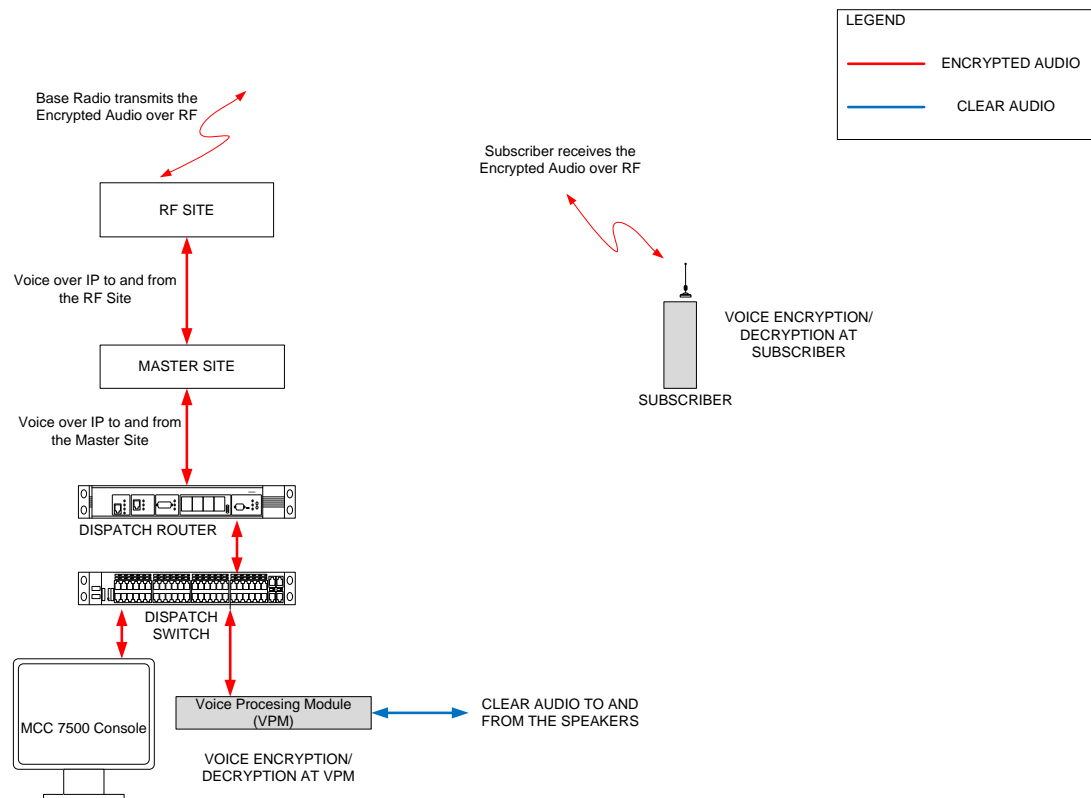 LEGEND
ENCRYPTED AUDIO
CLEAR AUDIO
Base Radio transmits the
Encrypted Audio over RF
Subscriber receives the
Encrypted Audio over RF
RF SITE
Voice over IP to and from
the RF Site
VOICE ENCRYPTION/
DECRYPTION AT
SUBSCRIBER
MASTER SITE
SUBSCRIBER
Voice over IP to and from
the Master Site
DISPATCH ROUTER
DISPATCH
SWITCH
MCC 7500 Console
Voice Procesing Module
(VPM)
CLEAR AUDIO TO AND
FROM THE SPEAKERS
VOICE ENCRYPTION/
DECRYPTION AT VPM